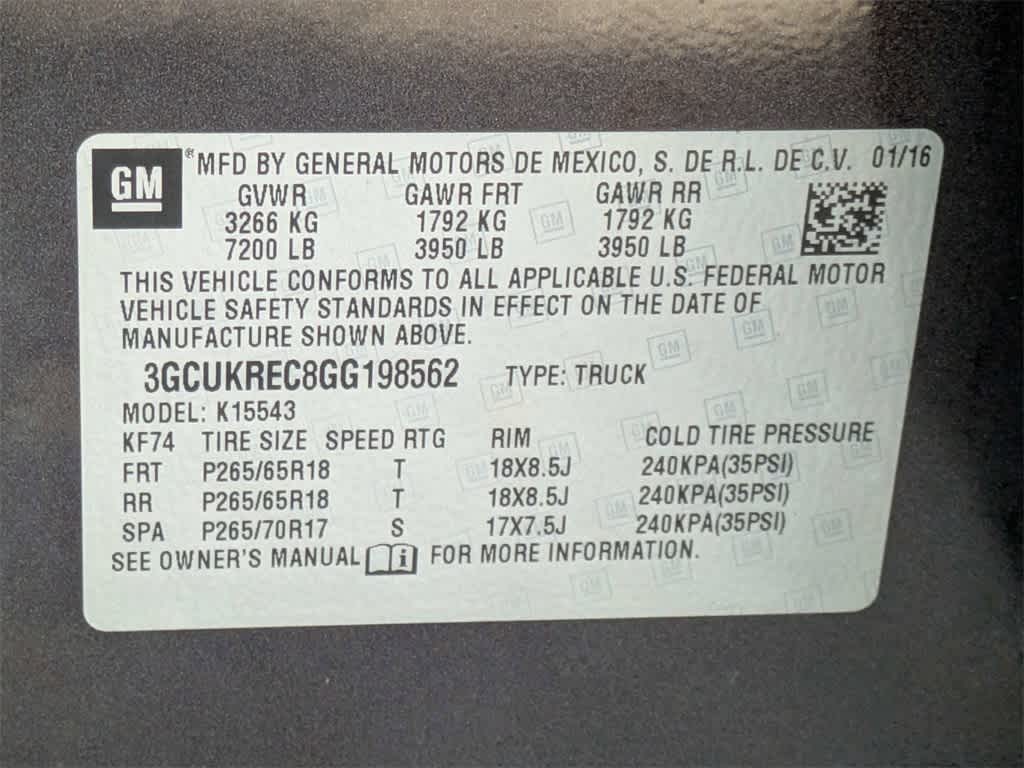 GM ® MFD BY GENERAL MOTORS DE MEXICO, S. DE R.L. DE C.V. 01/16
GVWR GAWR FRT GAWR RR
3266 KG 1792 KG 1792 KG
7200 LB 3950 LB 3950 LB
THIS VEHICLE CONFORMS TO ALL APPLICABLE U.S. FEDERAL MOTOR
VEHICLE SAFETY STANDARDS IN EFFECT ON THE DATE OF
MANUFACTURE SHOWN ABOVE.
3GCUKREC8GG198562 TYPE: TRUCK
MODEL: K15543
KF74 TIRE SIZE SPEED RTG RIM COLD TIRE PRESSURE
FRT P265/65R18 T 18X8.5J 240KPA(35PSI)
RR P265/65R18 T 18X8.5J 240KPA(35PSI)
SPA P265/70R17 S 17X7.5J 240KPA(35PSI)
SEE OWNER'S MANUAL i FOR MORE INFORMATION.